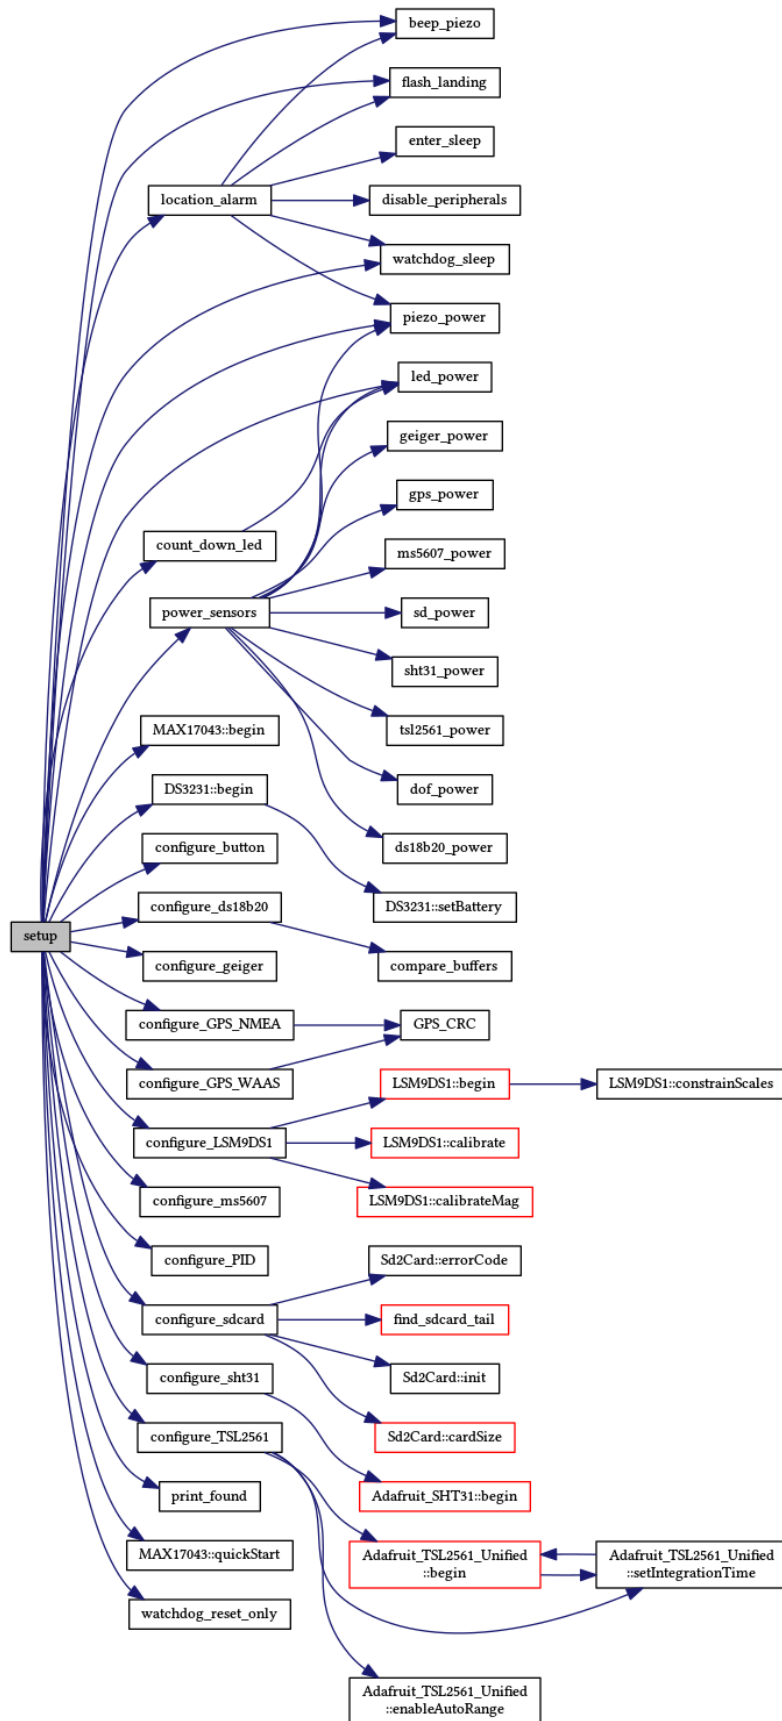 beep_piezo
flash_landing
enter_sleep
location_alarm
disable_peripherals
watchdog_sleep
piezo_power
led_power
geiger_power
gps_power
count_down_led
ms5607_power
power_sensors
sd_power
sht31_power
MAX17043::begin
tsl2561_power
DS3231::begin
dof_power
configure_button
ds18b20_power
configure_ds18b20
DS3231::setBattery
setup
configure_geiger
compare_buffers
configure_GPS_NMEA
GPS_CRC
configure_GPS_WAAS
LSM9DS1::begin
LSM9DS1::constrainScales
configure_LSM9DS1
LSM9DS1::calibrate
configure_ms5607
LSM9DS1::calibrateMag
configure_PID
Sd2Card::errorCode
configure_sdcard
find_sdcard_tail
configure_sht31
Sd2Card::init
configure_TSL2561
Sd2Card::cardSize
print_found
Adafruit_SHT31::begin
MAX17043::quickStart
Adafruit_TSL2561_Unified
::begin
Adafruit_TSL2561_Unified
::setIntegrationTime
watchdog_reset_only
Adafruit_TSL2561_Unified
::enableAutoRange